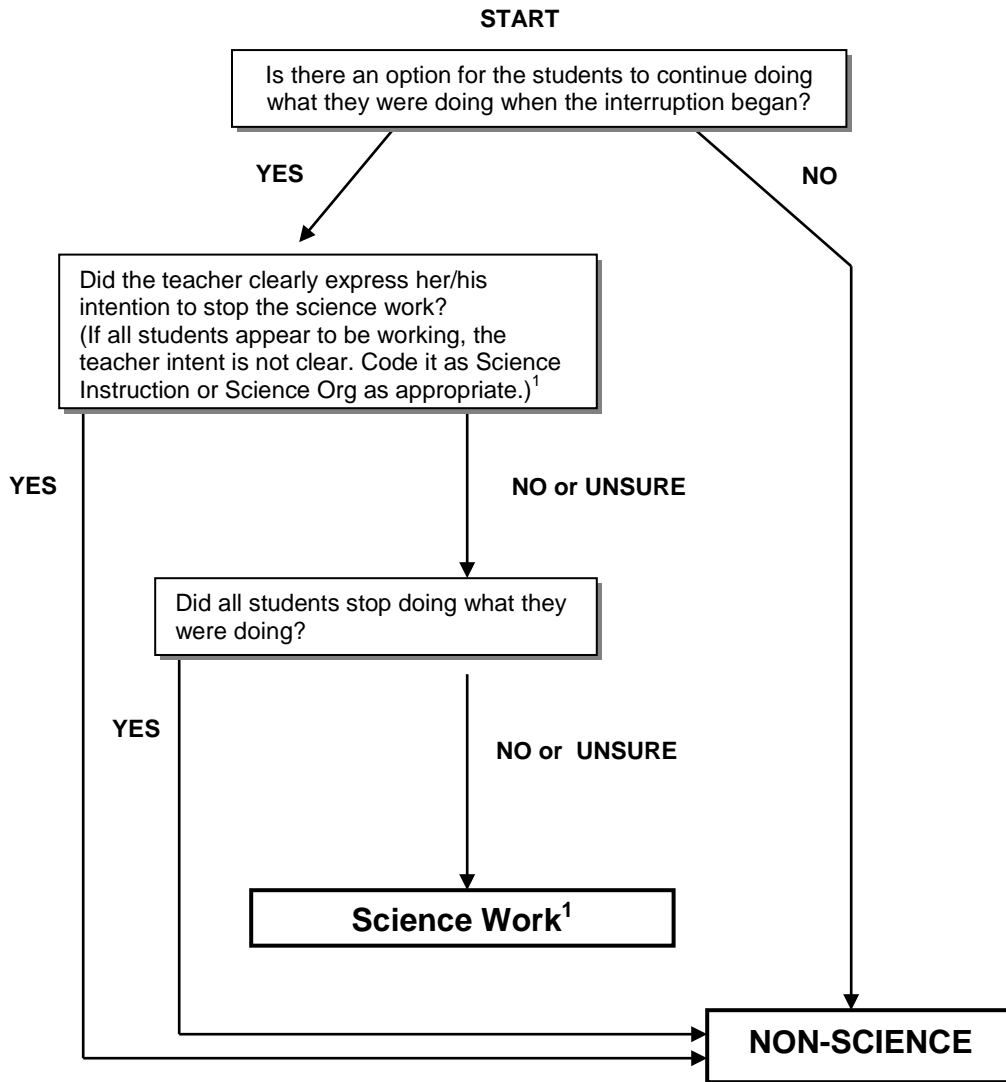 START
Is there an option for the students to continue doing
what they were doing when the interruption began?
YES
NO
Did the teacher clearly express her/his
intention to stop the science work?
(If all students appear to be working, the
teacher intent is not clear. Code it as Science
Instruction or Science Org as appropriate.)¹
YES
NO or UNSURE
Did all students stop doing what they
were doing?
YES
NO or  UNSURE
Science Work¹
NON-SCIENCE